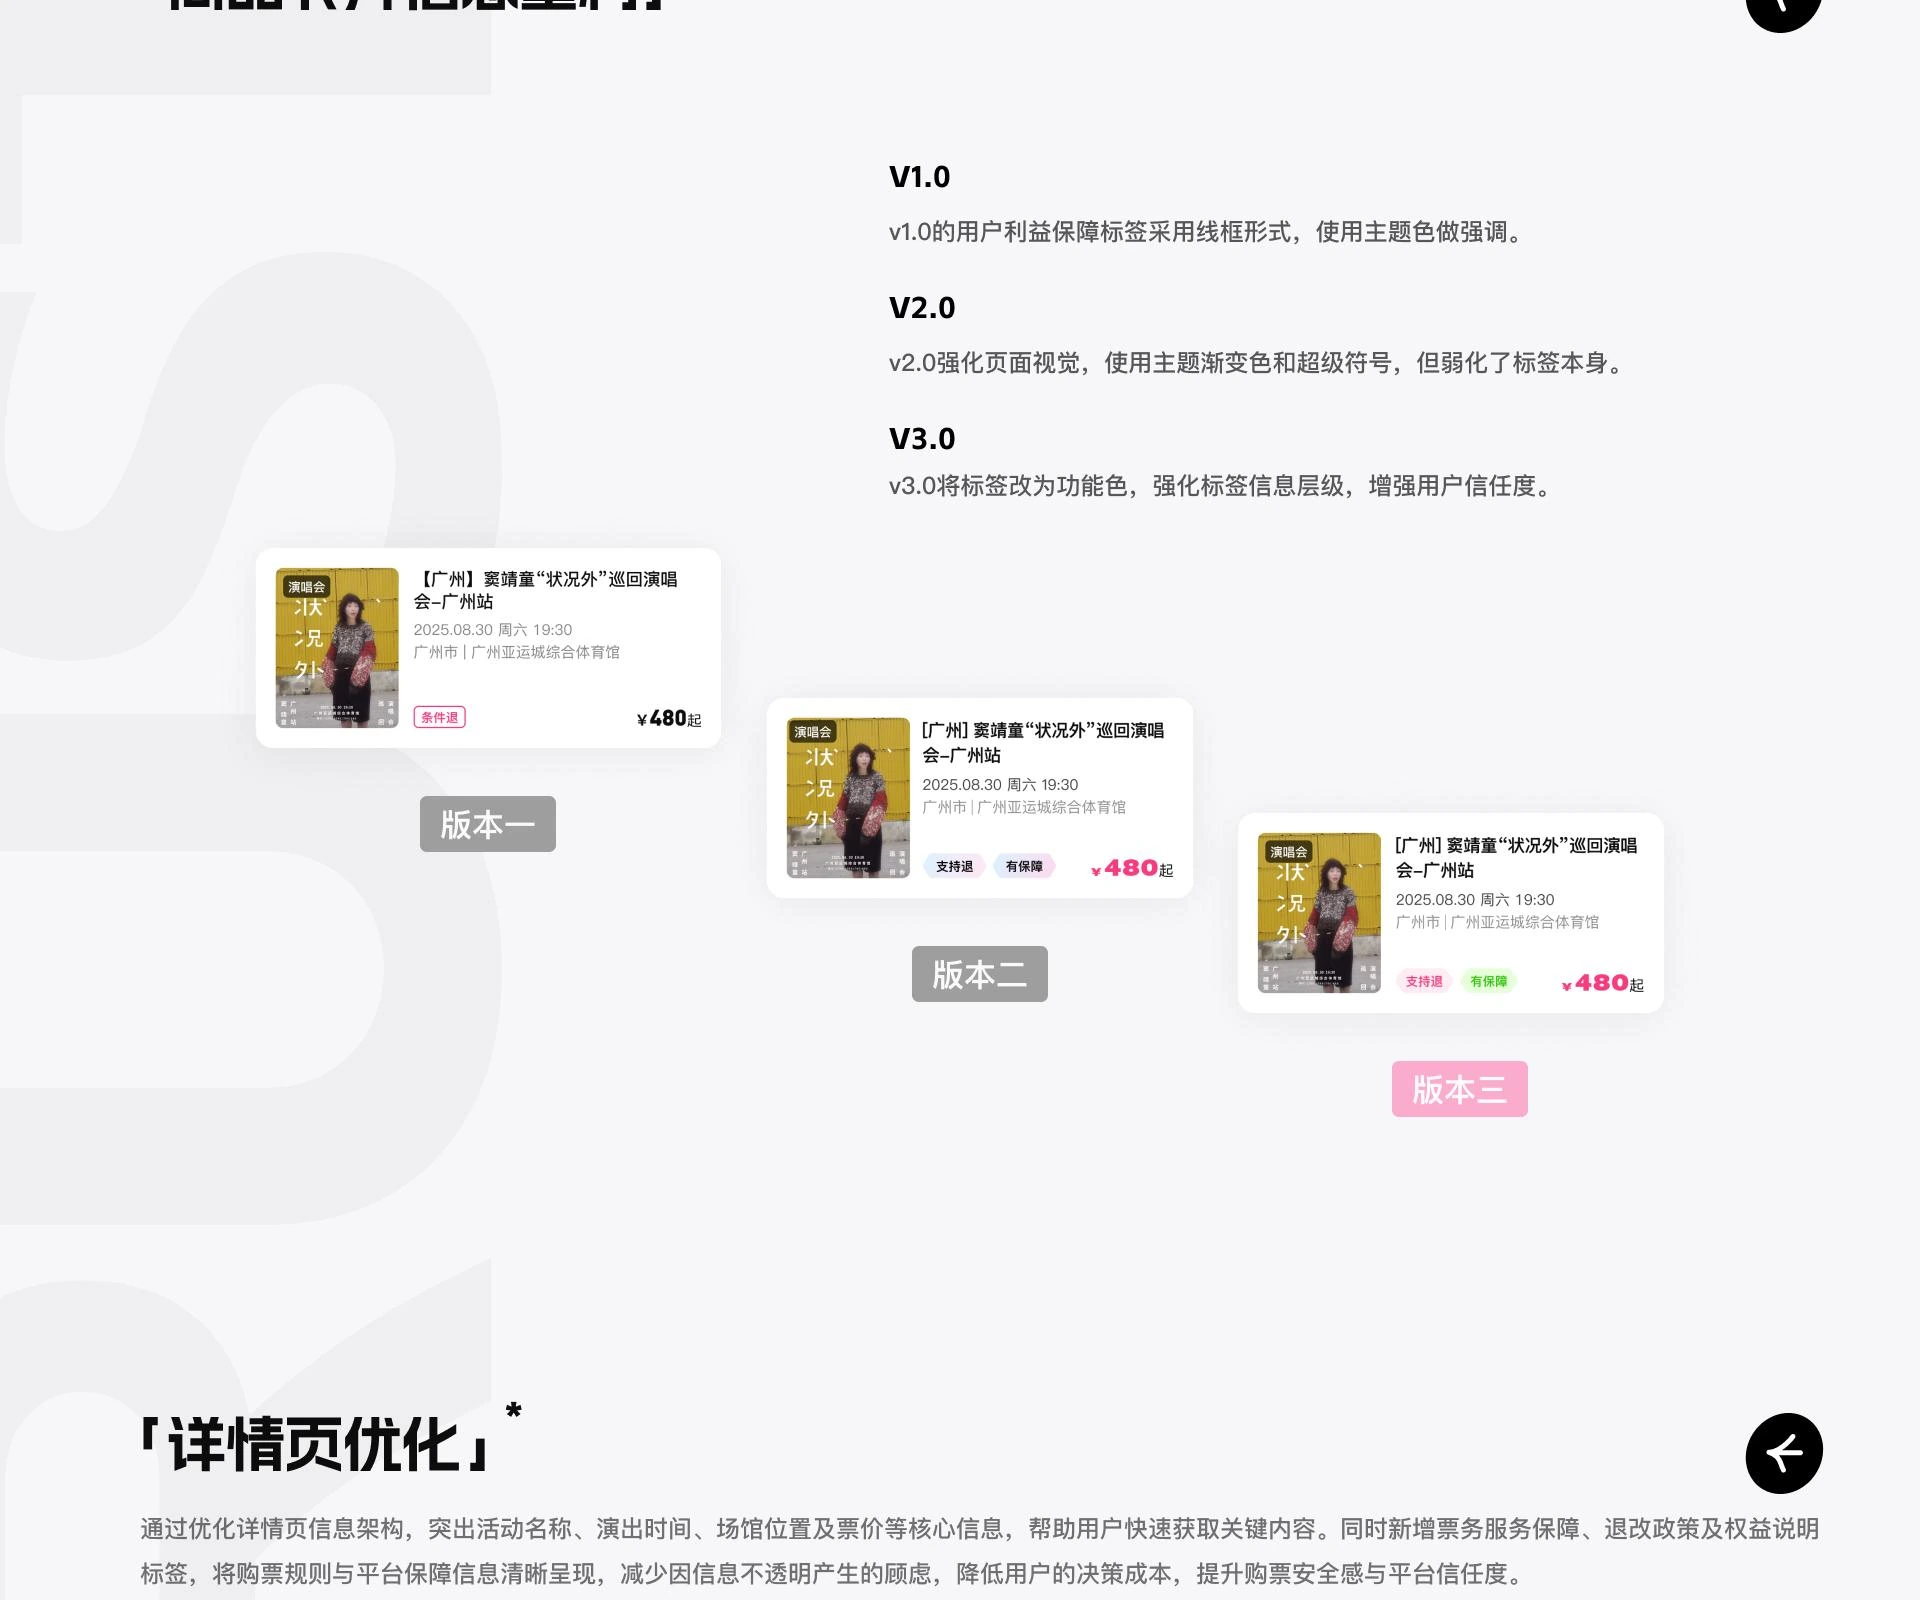 V1.0
v1.0的用户利益保障标签采用线框形式，使用主题色做强调。
V2.0
v2.0强化页面视觉，使用主题渐变色和超级符号，但弱化了标签本身。
V3.0
v3.0将标签改为功能色，强化标签信息层级，增强用户信任度。
演唱会
状
况
外
【广州】窦靖童“状况外”巡回演唱
会–广州站
2025.08.30 周六 19:30
广州市 | 广州亚运城综合体育馆
条件退
¥480起
版本一
演唱会
状
况
外
[广州] 窦靖童“状况外”巡回演唱
会–广州站
2025.08.30 周六 19:30
广州市 | 广州亚运城综合体育馆
支持退
有保障
¥480起
版本二
演唱会
状
况
外
[广州] 窦靖童“状况外”巡回演唱
会–广州站
2025.08.30 周六 19:30
广州市 | 广州亚运城综合体育馆
支持退
有保障
¥480起
版本三
「详情页优化」*
通过优化详情页信息架构，突出活动名称、演出时间、场馆位置及票价等核心信息，帮助用户快速获取关键内容。同时新增票务服务保障、退改政策及权益说明
标签，将购票规则与平台保障信息清晰呈现，减少因信息不透明产生的顾虑，降低用户的决策成本，提升购票安全感与平台信任度。